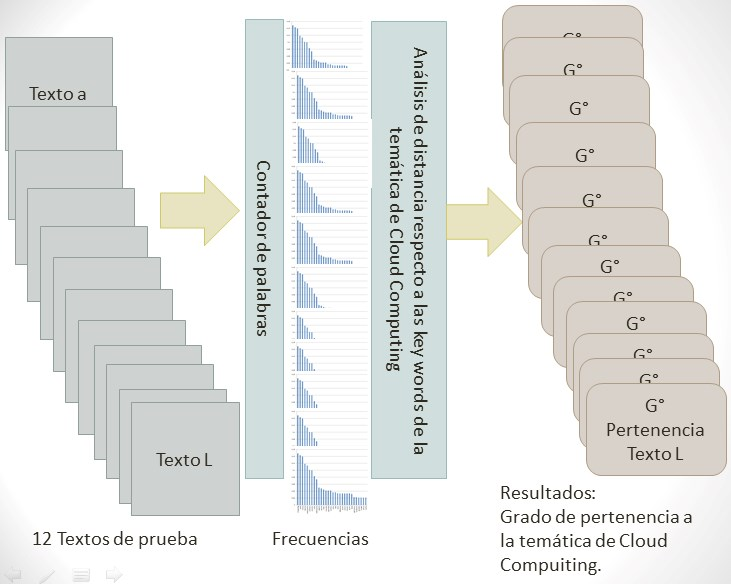 Texto a
Texto L
12 Textos de prueba
Contador de palabras
Frecuencias
Análisis de distancia respecto a las key words de la
temática de Cloud Computing
G°
G°
G°
G°
G°
G°
G°
G°
G°
G°
G°
G°
Pertenencia
Texto L
Resultados:
Grado de pertenencia a
la temática de Cloud
Compuiting.